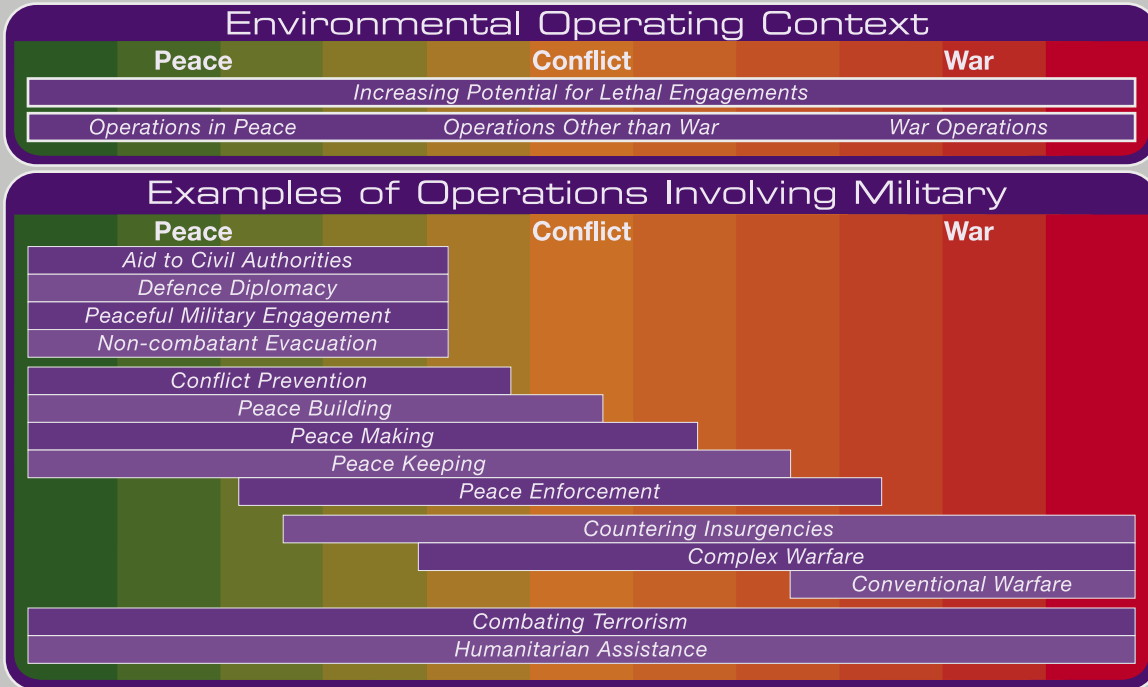 Environmental Operating Context
Peace Conflict War
Increasing Potential for Lethal Engagements
Operations in Peace Operations Other than War War Operations
Examples of Operations Involving Military
Peace Conflict War
Aid to Civil Authorities
Defence Diplomacy
Peaceful Military Engagement
Non-combatant Evacuation
Conflict Prevention
Peace Building
Peace Making
Peace Keeping
Peace Enforcement
Countering Insurgencies
Complex Warfare
Conventional Warfare
Combating Terrorism
Humanitarian Assistance